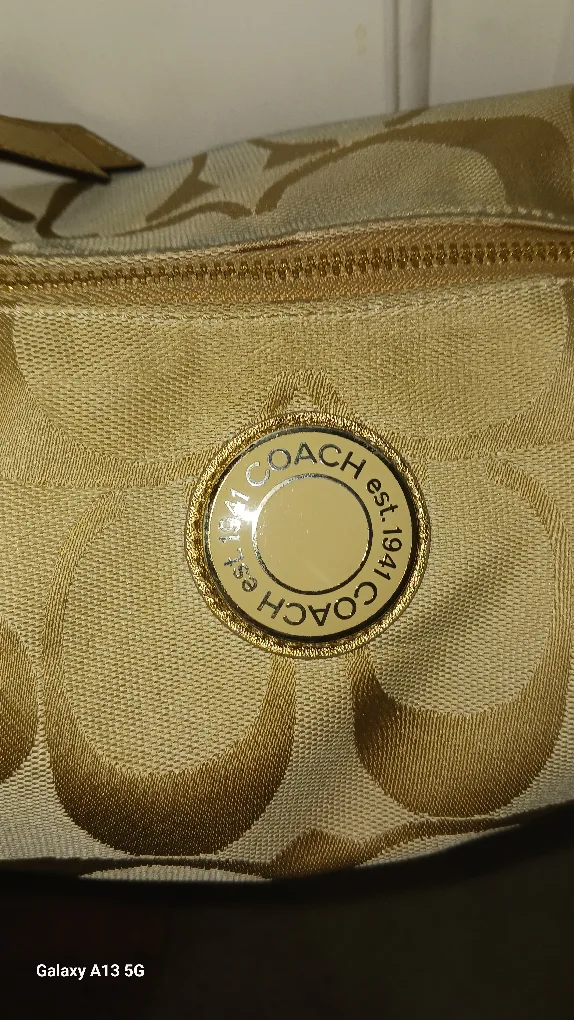 COACH est. 1941 COACH est. 1941
Galaxy A13 5G